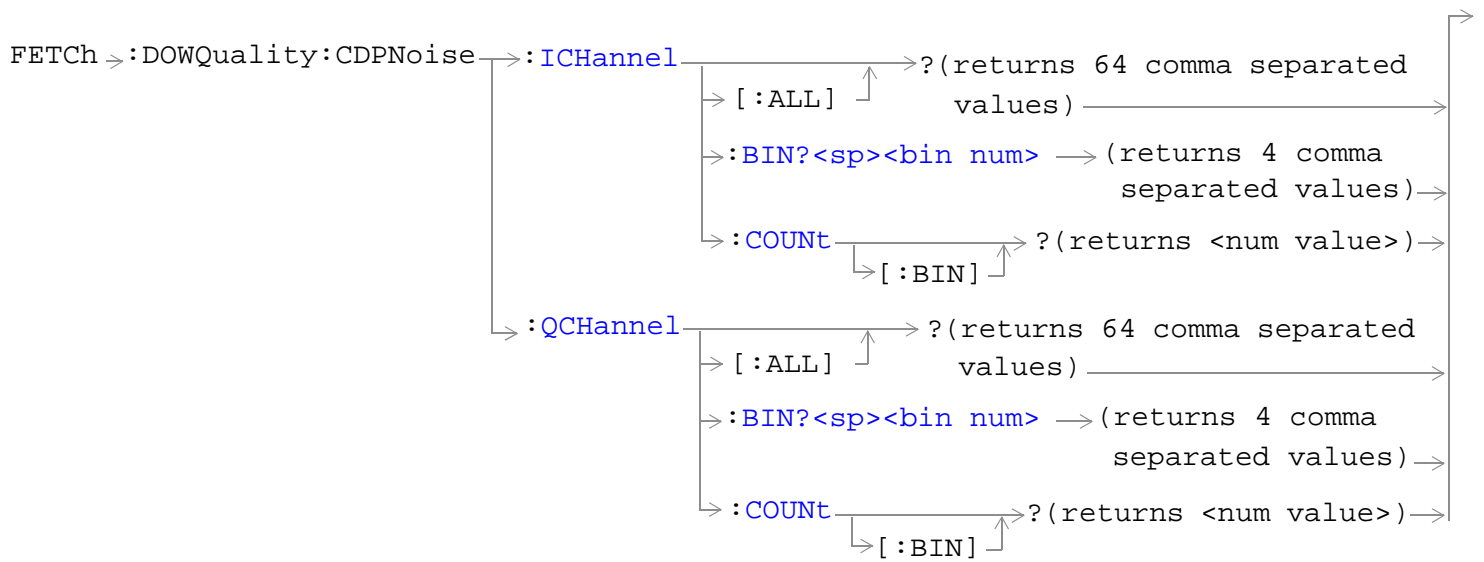 FETCh :DOWQuality:CDPNoise :ICHannel ?(returns 64 comma separated
[:ALL] values)
:BIN?<sp><bin num> (returns 4 comma
separated values)
:COUNt ?(returns <num value>)
[:BIN]
:QCHannel ?(returns 64 comma separated
[:ALL] values)
:BIN?<sp><bin num> (returns 4 comma
separated values)
:COUNt ?(returns <num value>)
[:BIN]